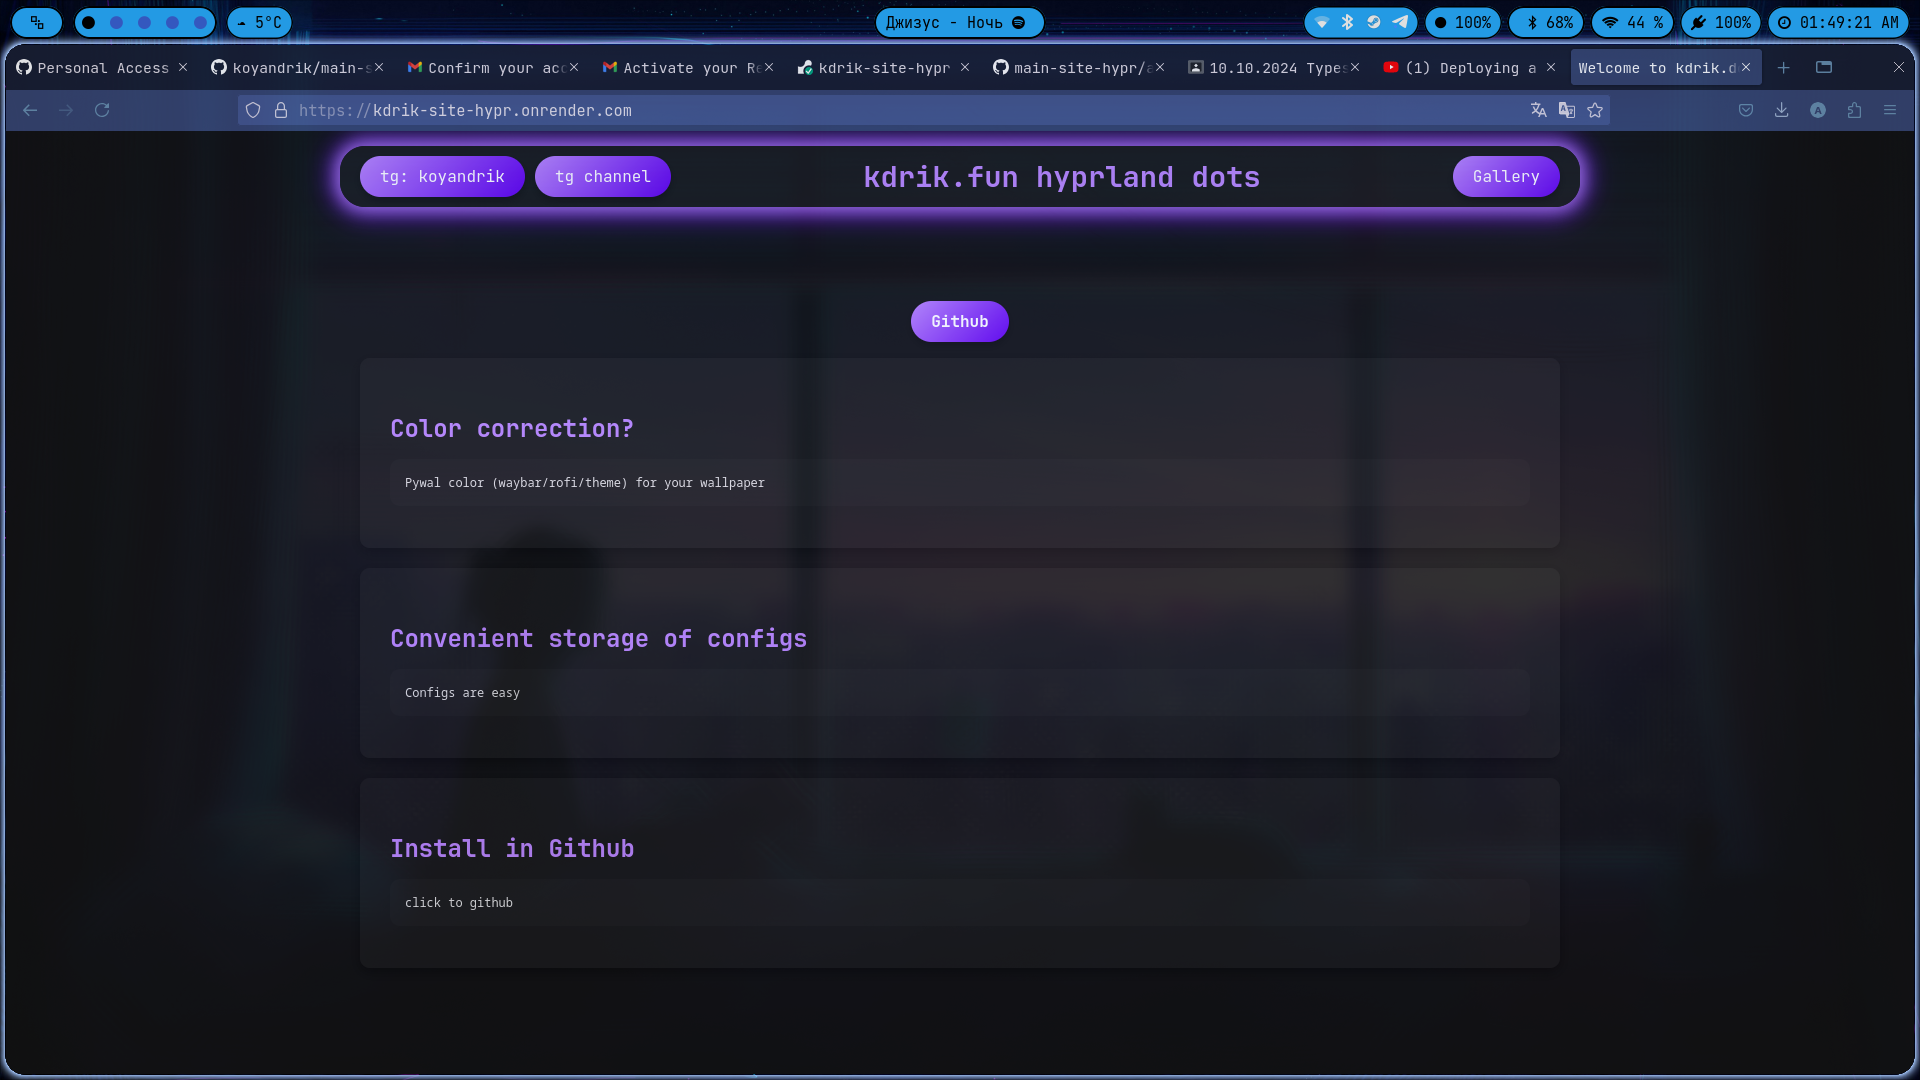 5°C
Джизус - Ночь
100%
68%
44 %
100%
01:49:21 AM
Personal Access
koyandrik/main-s
Confirm your acc
Activate your Re
kdrik-site-hypr
main-site-hypr/a
10.10.2024 Types
(1) Deploying a
Welcome to kdrik.d
https://kdrik-site-hypr.onrender.com
tg: koyandrik
tg channel
kdrik.fun hyprland dots
Gallery
Github
Color correction?
Pywal color (waybar/rofi/theme) for your wallpaper
Convenient storage of configs
Configs are easy
Install in Github
click to github